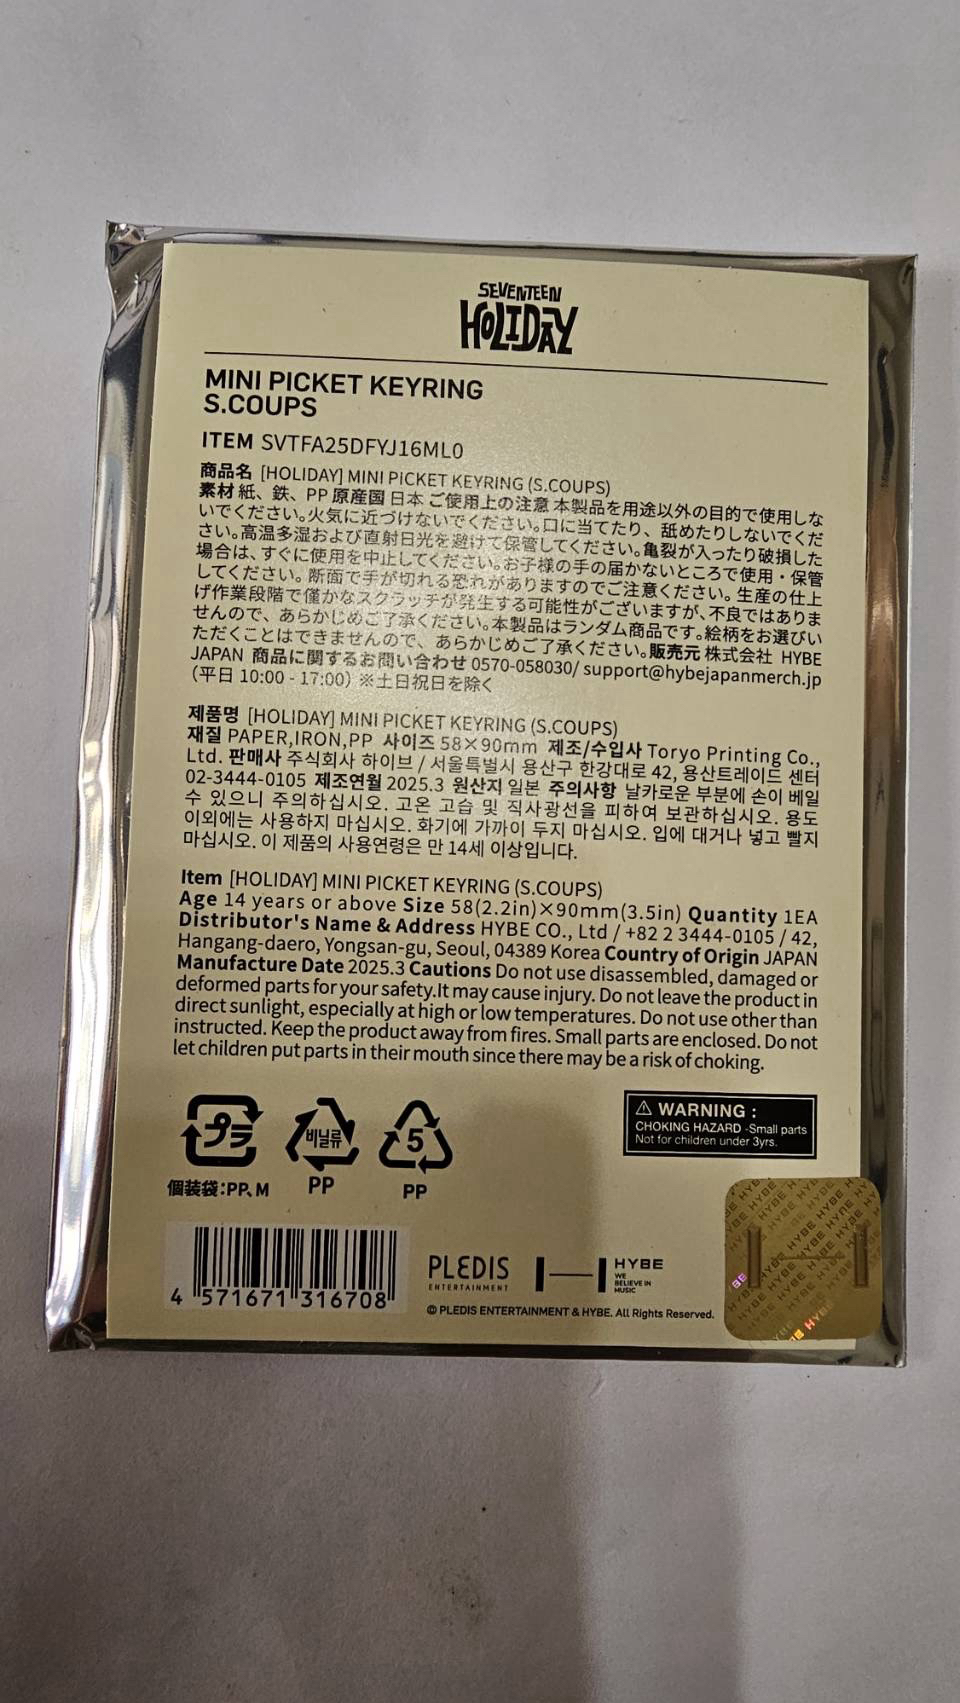 SEVENTEEN
HOLIDAY
MINI PICKET KEYRING
S.COUPS
ITEM SVTFA25DFYJ16ML0
商品名 [HOLIDAY] MINI PICKET KEYRING (S.COUPS)
素材 紙、鉄、PP 原産国 日本 ご使用上の注意 本製品を用途以外の目的で使用しな
いでください。火気に近づけないでください。口に当てたり、舐めたりしないでくだ
さい。高温多湿および直射日光を避けて保管してください。亀裂が入ったり破損した
場合は、すぐに使用を中止してください。お子様の手の届かないところで使用・保管
してください。断面で手が切れる恐れがありますのでご注意ください。生産の仕上
げ作業段階で僅かなスクラッチが発生する可能性がございますが、不良ではありま
せんので、あらかじめご了承ください。本製品はランダム商品です。絵柄をお選びい
ただくことはできませんので、あらかじめご了承ください。販売元 株式会社 HYBE
JAPAN 商品に関するお問い合わせ 0570-058030/ support@hybejapanmerch.jp
（平日 10:00 - 17:00）※土日祝日を除く
제품명 [HOLIDAY] MINI PICKET KEYRING (S.COUPS)
재질 PAPER,IRON,PP 사이즈 58×90mm 제조/수입사 Toryo Printing Co.,
Ltd. 판매사 주식회사 하이브 / 서울특별시 용산구 한강대로 42, 용산트레이드 센터
02-3444-0105 제조연월 2025.3 원산지 일본 주의사항 날카로운 부분에 손이 베일
수 있으니 주의하십시오. 고온 고습 및 직사광선을 피하여 보관하십시오. 용도
이외에는 사용하지 마십시오. 화기에 가까이 두지 마십시오. 입에 대거나 넣고 빨지
마십시오. 이 제품의 사용연령은 만 14세 이상입니다.
Item [HOLIDAY] MINI PICKET KEYRING (S.COUPS)
Age 14 years or above Size 58(2.2in)×90mm(3.5in) Quantity 1EA
Distributor's Name & Address HYBE CO., Ltd / +82 2 3444-0105 / 42,
Hangang-daero, Yongsan-gu, Seoul, 04389 Korea Country of Origin JAPAN
Manufacture Date 2025.3 Cautions Do not use disassembled, damaged or
deformed parts for your safety.It may cause injury. Do not leave the product in
direct sunlight, especially at high or low temperatures. Do not use other than
instructed. Keep the product away from fires. Small parts are enclosed. Do not
let children put parts in their mouth since there may be a risk of choking.
プラ
個装袋:PP、M
비닐류
PP
5
PP
WARNING :
CHOKING HAZARD -Small parts
Not for children under 3yrs.
4 571671 316708
PLEDIS
ENTERTAINMENT
HYBE
WE
BELIEVE IN
MUSIC
© PLEDIS ENTERTAINMENT & HYBE. All Rights Reserved.
HYBE HYBE HYBE